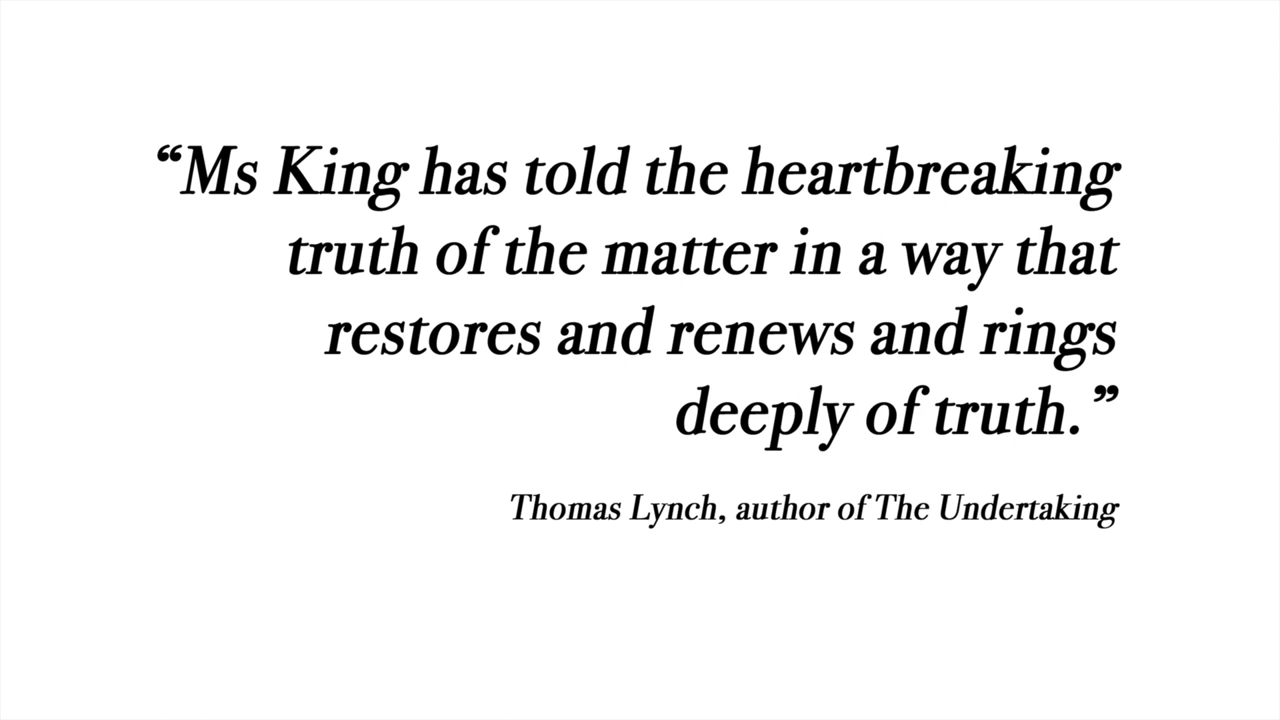 “Ms King has told the heartbreaking
truth of the matter in a way that
restores and renews and rings
deeply of truth.”
Thomas Lynch, author of The Undertaking